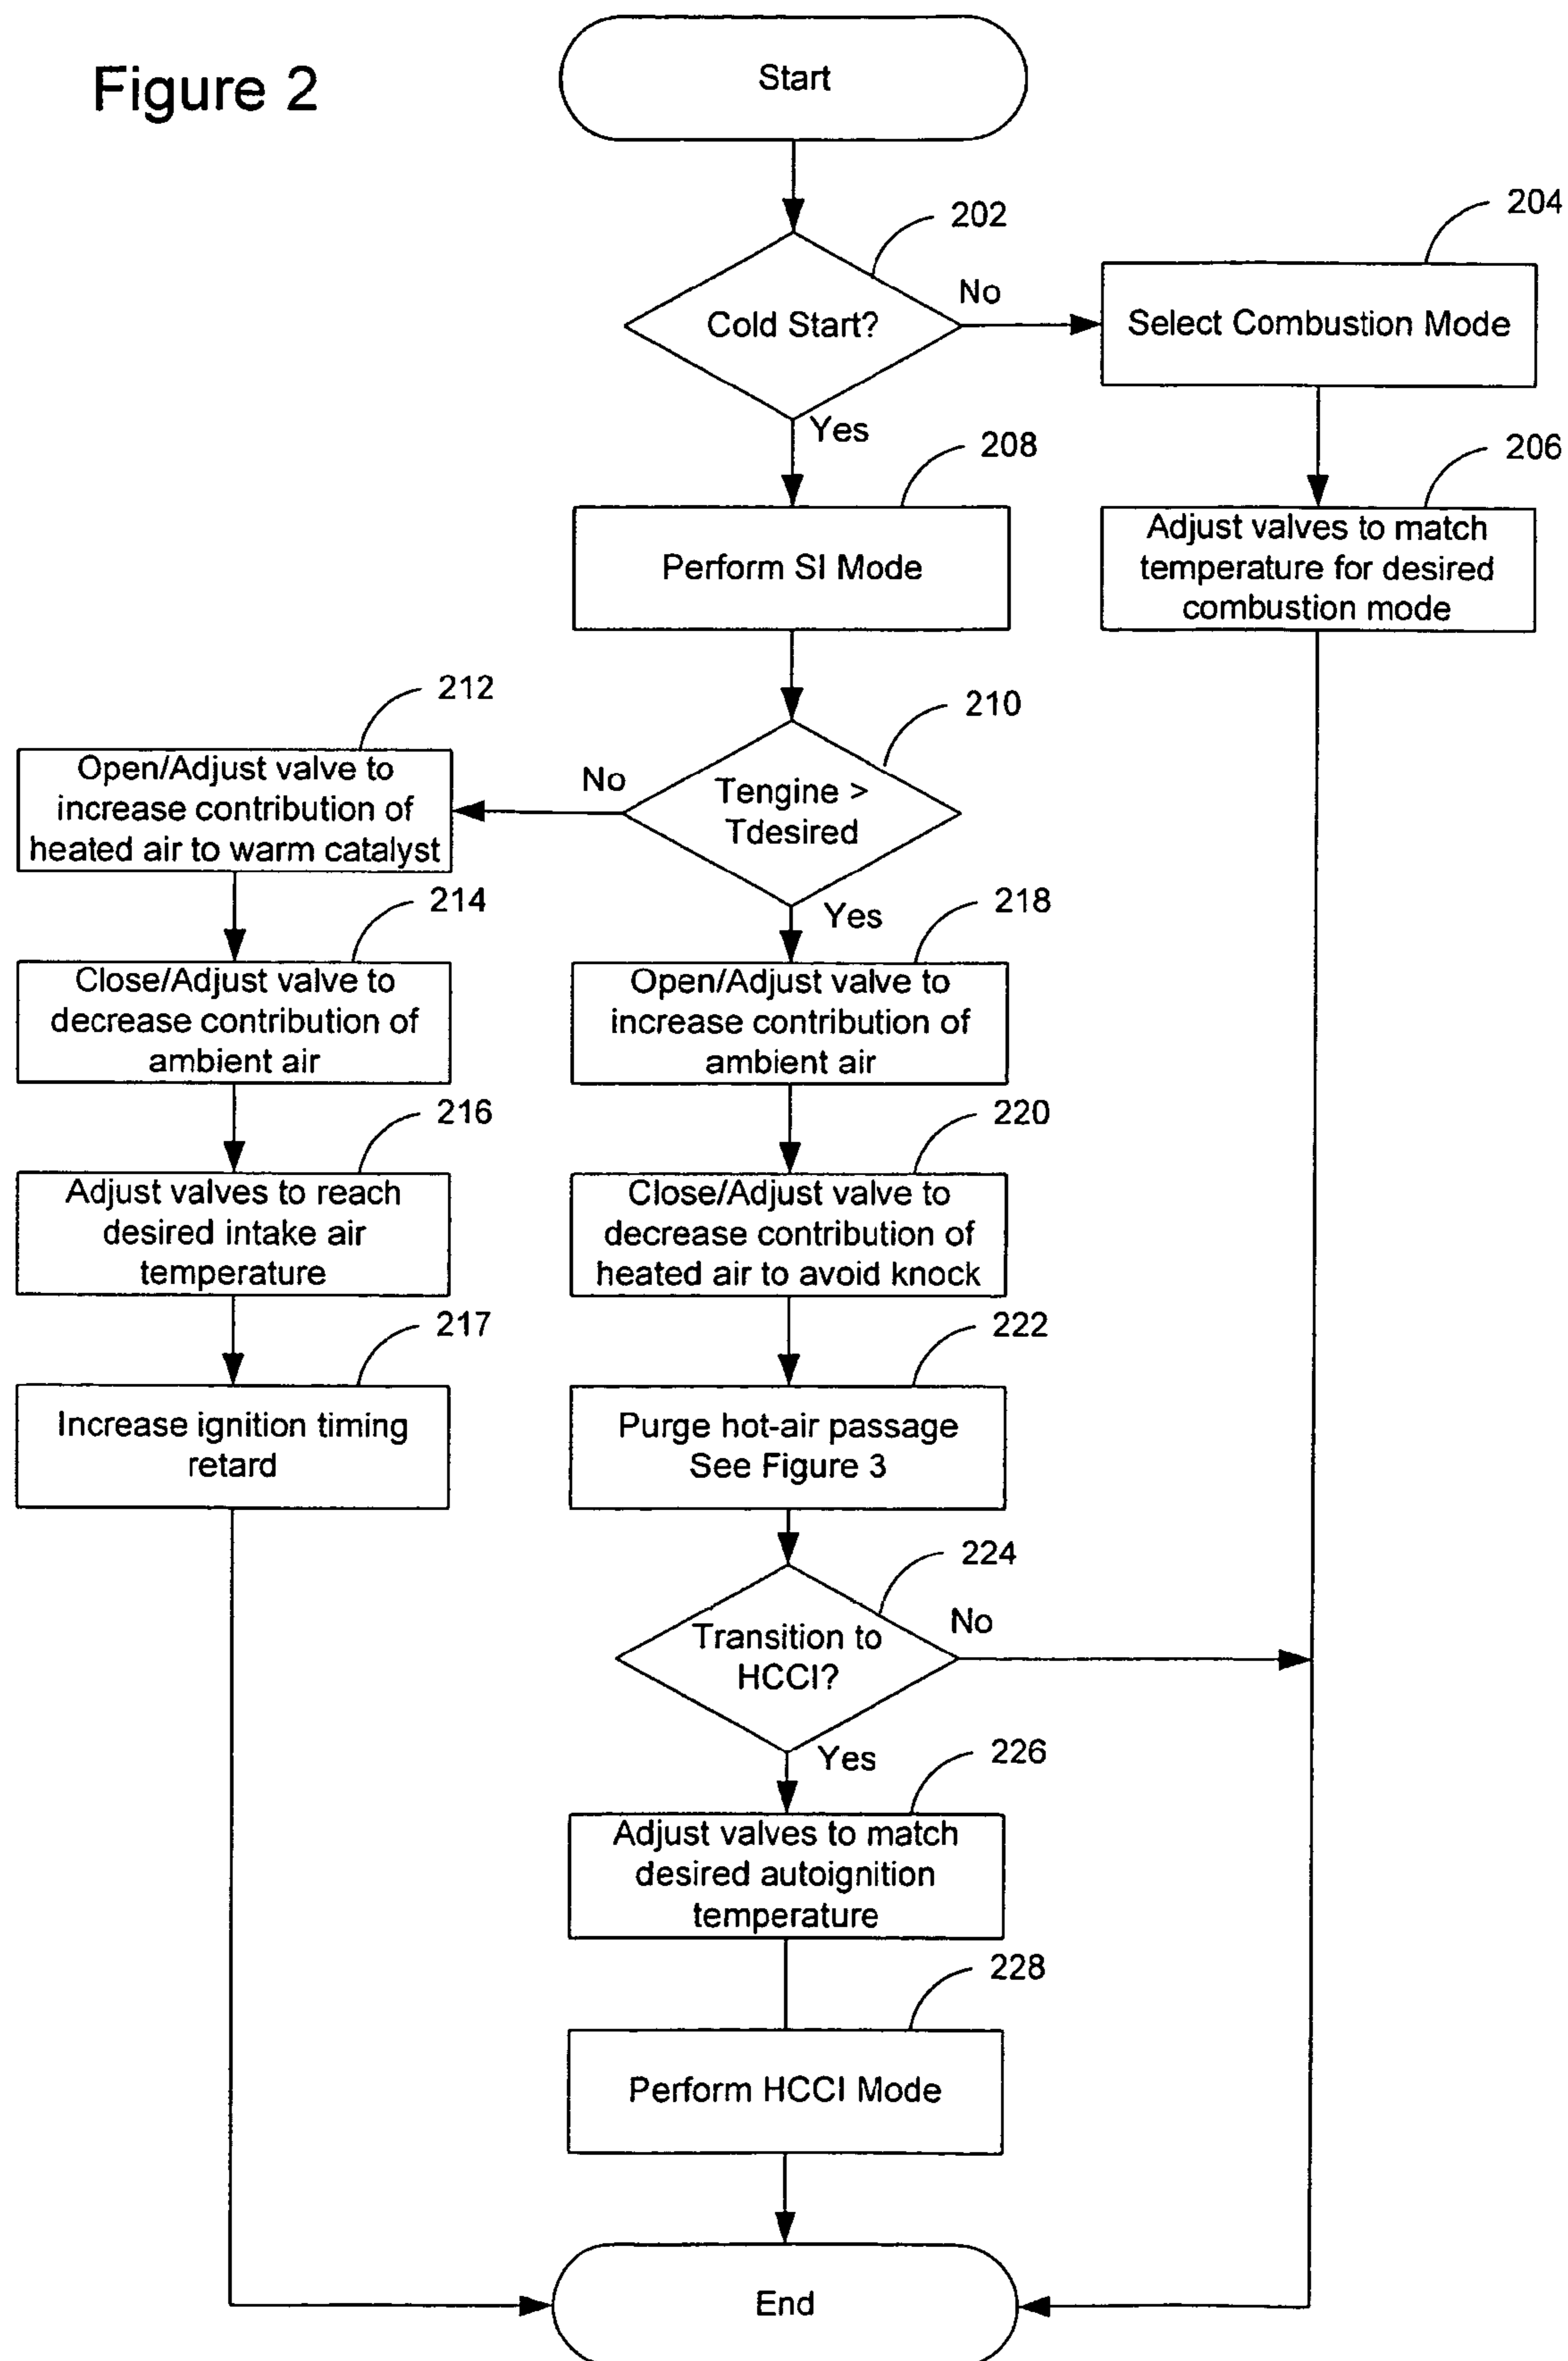 Figure 2
Start
202
Cold Start?
No
Yes
204
Select Combustion Mode
206
Adjust valves to match
temperature for desired
combustion mode
208
Perform SI Mode
210
Tengine >
Tdesired
No
Yes
212
Open/Adjust valve to
increase contribution of
heated air to warm catalyst
214
Close/Adjust valve to
decrease contribution of
ambient air
216
Adjust valves to reach
desired intake air
temperature
217
Increase ignition timing
retard
218
Open/Adjust valve to
increase contribution of
ambient air
220
Close/Adjust valve to
decrease contribution of
heated air to avoid knock
222
Purge hot-air passage
See Figure 3
224
Transition to
HCCI?
No
Yes
226
Adjust valves to match
desired autoignition
temperature
228
Perform HCCI Mode
End